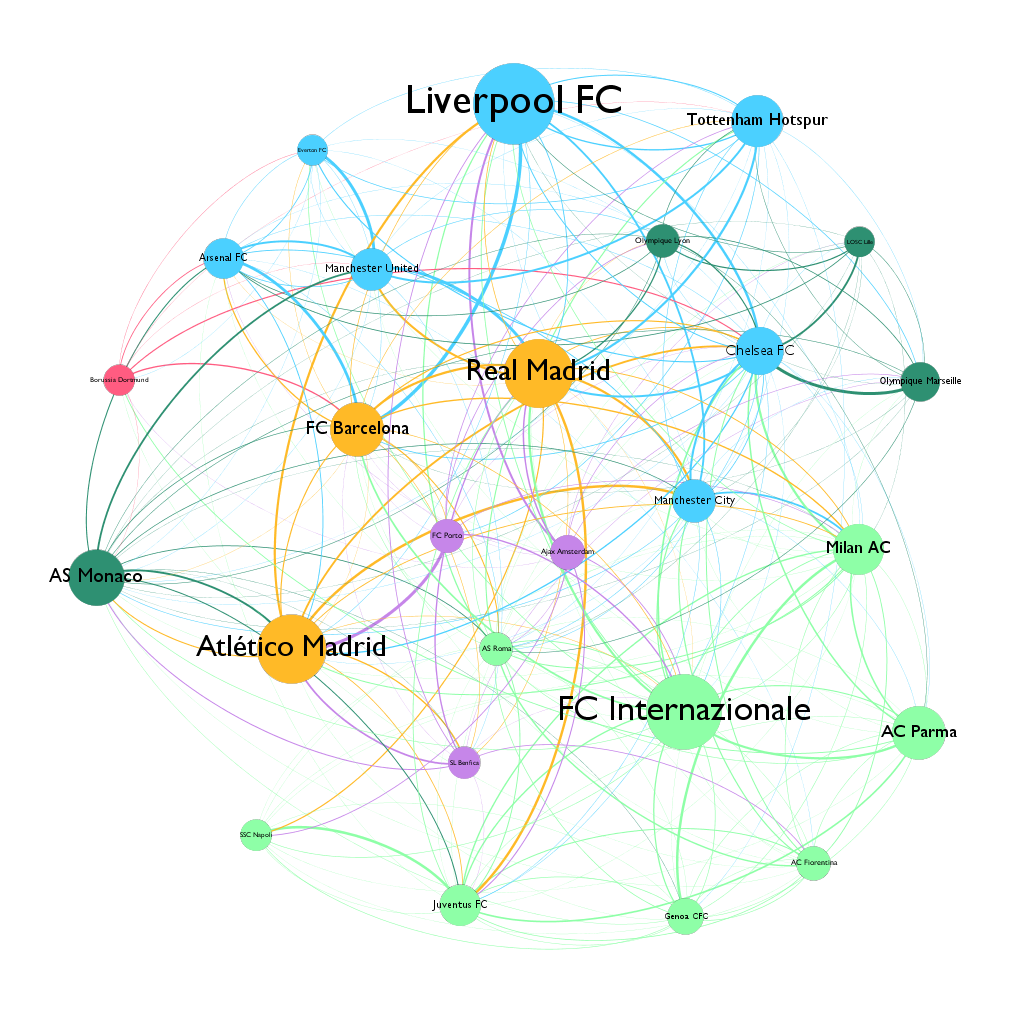 Liverpool FC
Tottenham Hotspur
Everton FC
Olympique Lyon
LOSC Lille
Arsenal FC
Manchester United
Chelsea FC
Real Madrid
Borussia Dortmund
Olympique Marseille
FC Barcelona
Manchester City
FC Porto
Ajax Amsterdam
Milan AC
AS Monaco
Atlético Madrid
AS Roma
FC Internazionale
AC Parma
SL Benfica
SSC Napoli
AC Fiorentina
Juventus FC
Genoa CFC